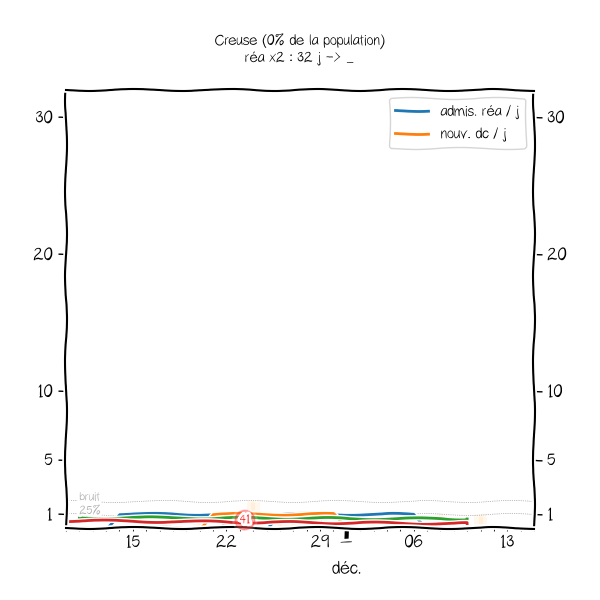 Creuse (0% de la population)
réa x2 : 32 j -> _
admis. réa / j
nouv. dc / j
30
30
20
20
10
10
5
5
bruit
25%
1
1
41
15
22
29
06
13
déc.